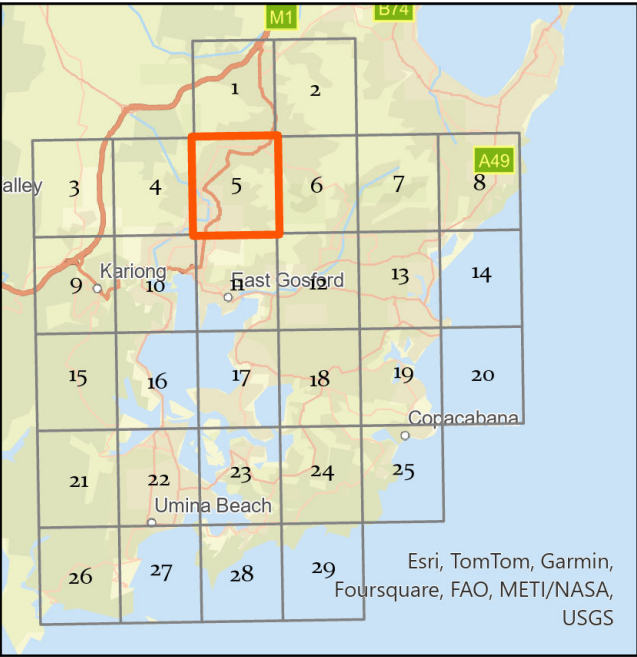 M1
B74
1
2
A49
alley
3
4
5
6
7
8
Kariong
East Gosford
9
10
11
12
13
14
15
16
17
18
19
20
Copacabana
21
22
23
24
25
Umina Beach
26
27
28
29
Esri, TomTom, Garmin,
Foursquare, FAO, METI/NASA,
USGS